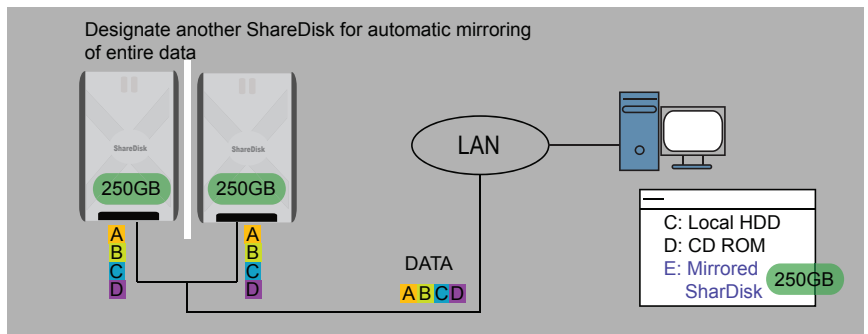 Designate another ShareDisk for automatic mirroring
of entire data
ShareDisk
ShareDisk
250GB
250GB
A
B
C
D
A
B
C
D
LAN
DATA
A B C D
C: Local HDD
D: CD ROM
E: Mirrored
SharDisk
250GB